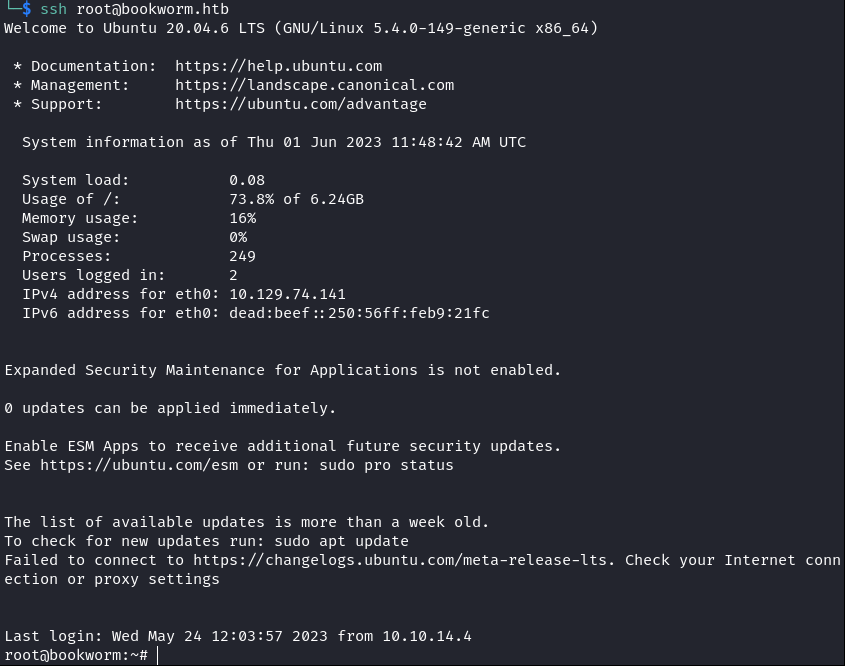 └─$ ssh root@bookworm.htb
Welcome to Ubuntu 20.04.6 LTS (GNU/Linux 5.4.0-149-generic x86_64)
* Documentation:  https://help.ubuntu.com
* Management:     https://landscape.canonical.com
* Support:        https://ubuntu.com/advantage
System information as of Thu 01 Jun 2023 11:48:42 AM UTC
System load:           0.08
Usage of /:            73.8% of 6.24GB
Memory usage:          16%
Swap usage:            0%
Processes:             249
Users logged in:       2
IPv4 address for eth0: 10.129.74.141
IPv6 address for eth0: dead:beef::250:56ff:feb9:21fc
Expanded Security Maintenance for Applications is not enabled.
0 updates can be applied immediately.
Enable ESM Apps to receive additional future security updates.
See https://ubuntu.com/esm or run: sudo pro status
The list of available updates is more than a week old.
To check for new updates run: sudo apt update
Failed to connect to https://changelogs.ubuntu.com/meta-release-lts. Check your Internet conn
ection or proxy settings
Last login: Wed May 24 12:03:57 2023 from 10.10.14.4
root@bookworm:~#